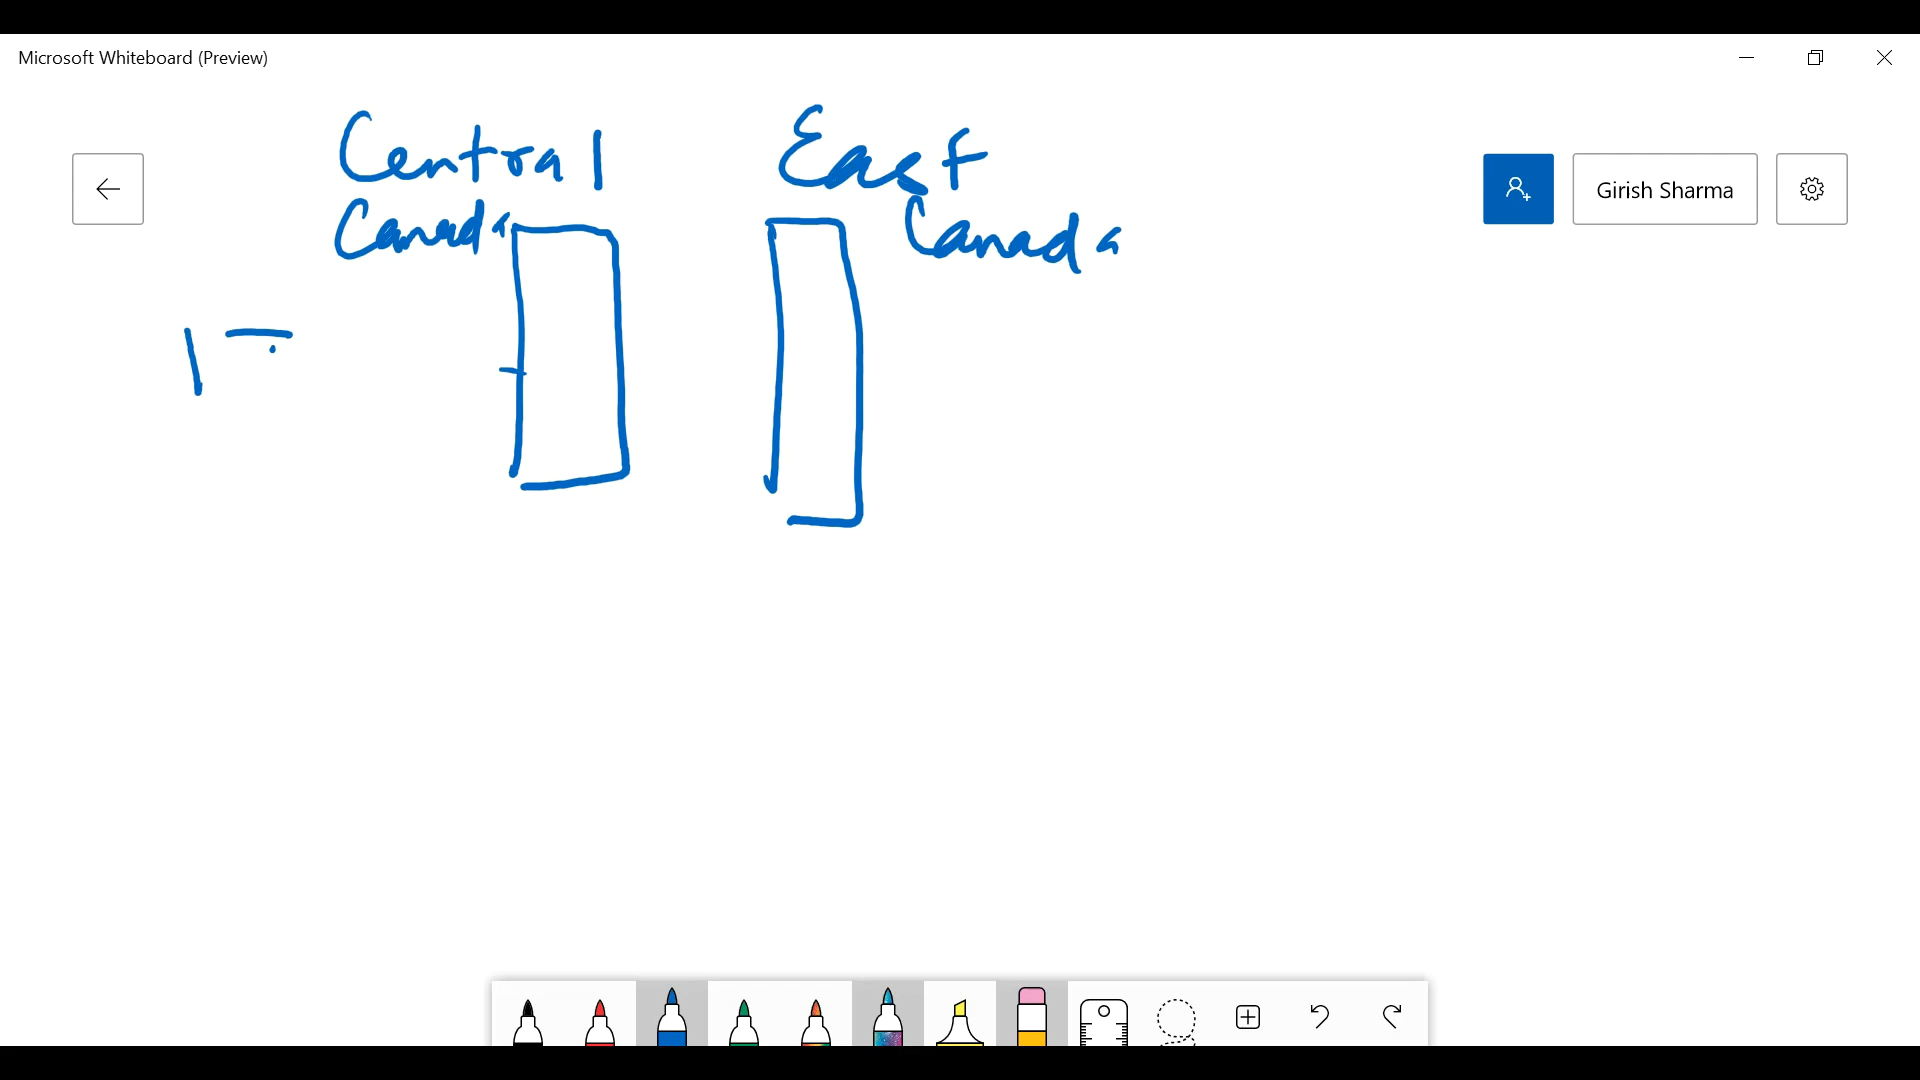 Microsoft Whiteboard (Preview)
Central
Canada
East
Canada
Girish Sharma